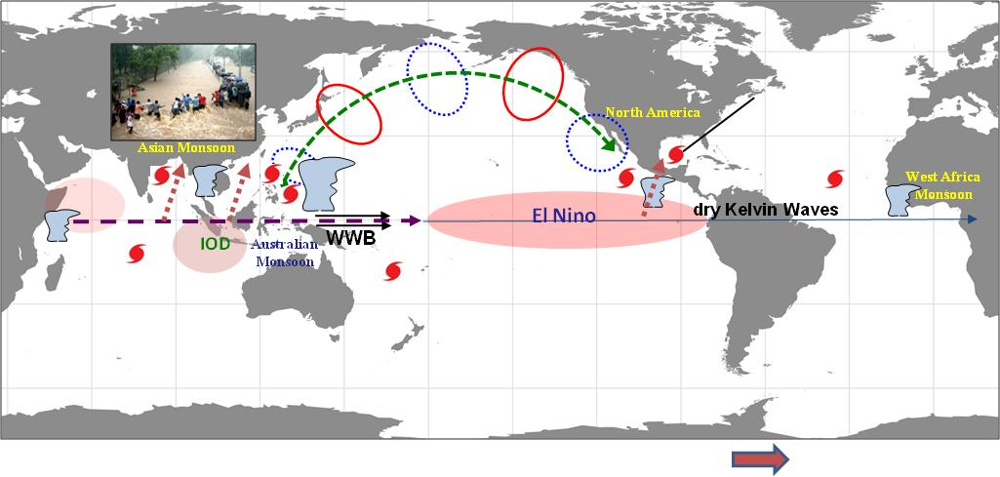 North America
Asian Monsoon
West Africa
Monsoon
dry Kelvin Waves
El Nino
WWB
IOD
Australian
Monsoon